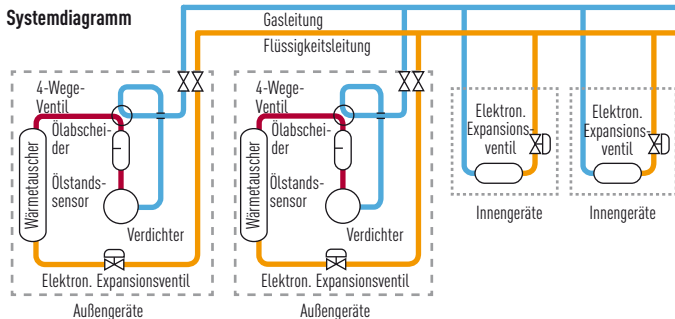 Systemdiagramm
Gasleitung
Flüssigkeitsleitung
4-Wege-
Ventil
Ölabschei-
der
Ölstands-
sensor
Wärmetauscher
Verdichter
Elektron. Expansionsventil
Außengeräte
4-Wege-
Ventil
Ölabschei-
der
Ölstands-
sensor
Wärmetauscher
Verdichter
Elektron. Expansionsventil
Außengeräte
Elektron.
Expansions-
ventil
Innengeräte
Elektron.
Expansions-
ventil
Innengeräte